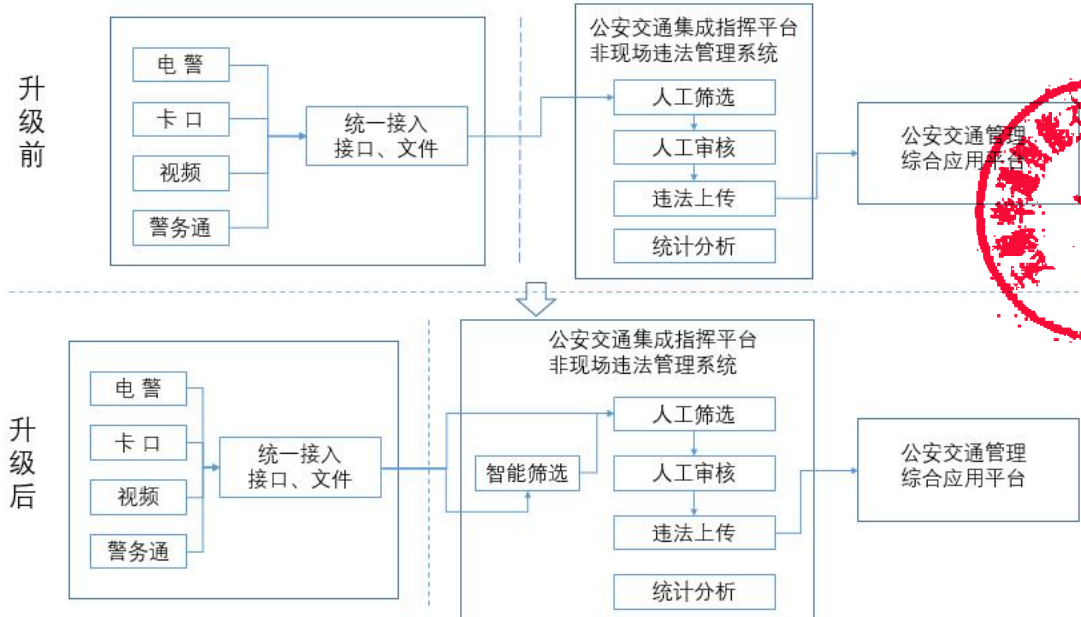 升级前
电 警
卡 口
视频
警务通
统一接入
接口、文件
公安交通集成指挥平台
非现场违法管理系统
人工筛选
人工审核
违法上传
统计分析
公安交通管理
综合应用平台
升级后
电 警
卡 口
视频
警务通
统一接入
接口、文件
公安交通集成指挥平台
非现场违法管理系统
智能筛选
人工筛选
人工审核
违法上传
统计分析
公安交通管理
综合应用平台